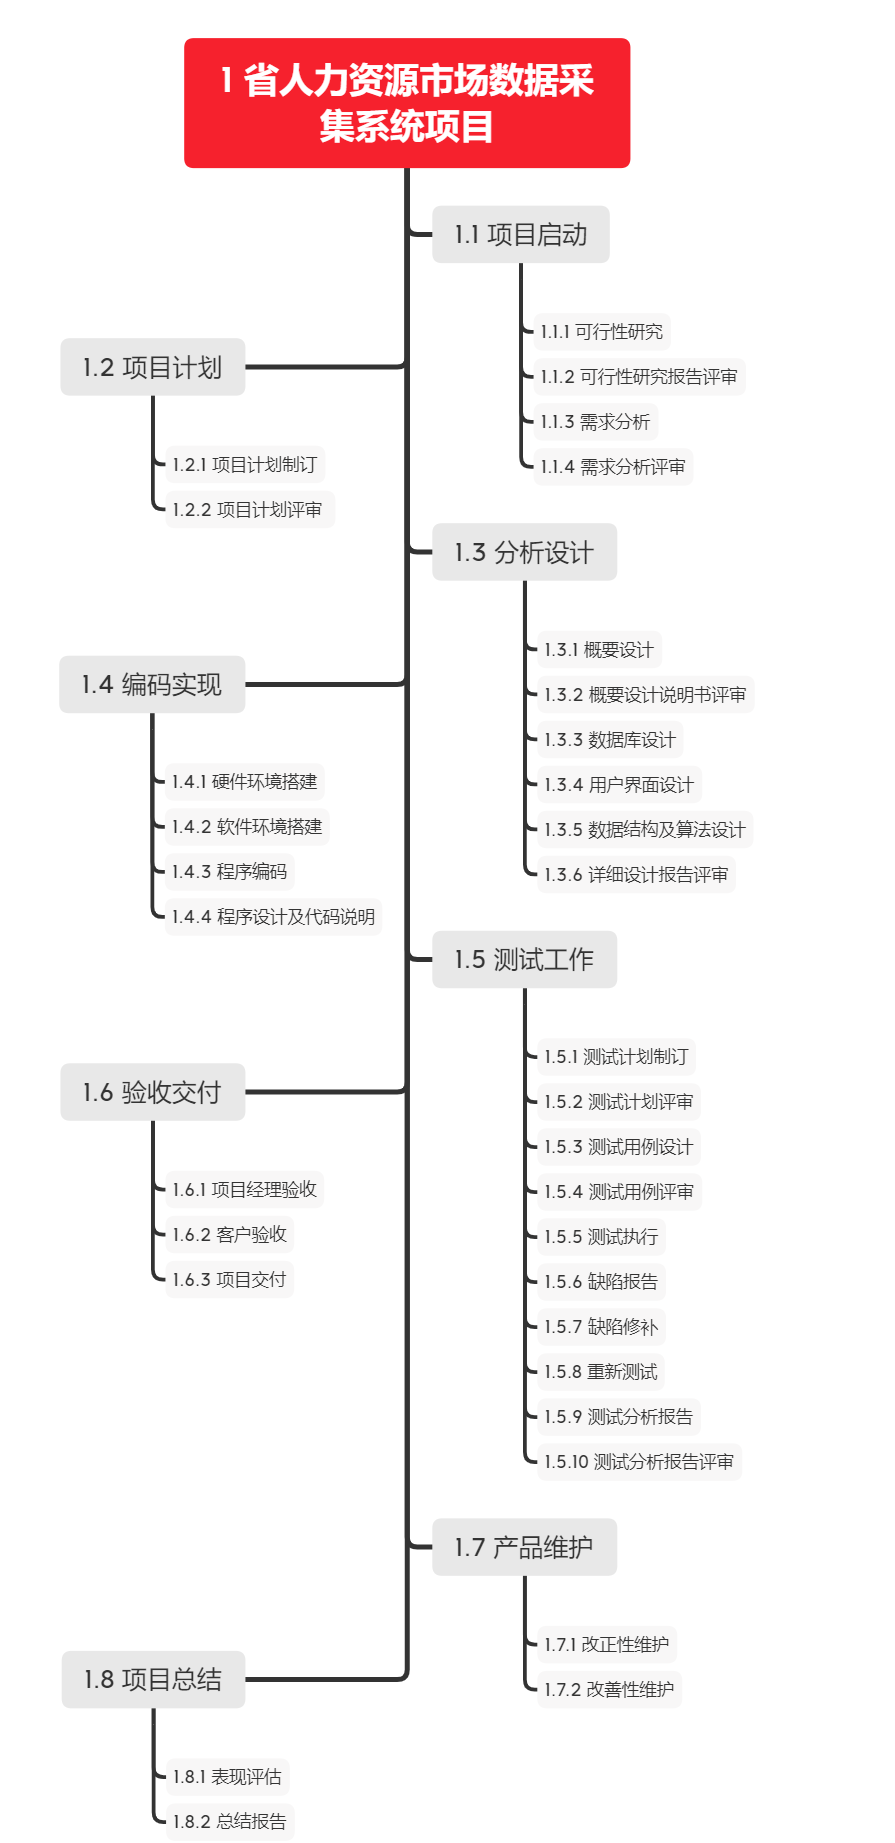 1 省人力资源市场数据采
集系统项目
1.1 项目启动
1.1.1 可行性研究
1.1.2 可行性研究报告评审
1.1.3 需求分析
1.1.4 需求分析评审
1.2 项目计划
1.2.1 项目计划制订
1.2.2 项目计划评审
1.3 分析设计
1.3.1 概要设计
1.3.2 概要设计说明书评审
1.3.3 数据库设计
1.3.4 用户界面设计
1.3.5 数据结构及算法设计
1.3.6 详细设计报告评审
1.4 编码实现
1.4.1 硬件环境搭建
1.4.2 软件环境搭建
1.4.3 程序编码
1.4.4 程序设计及代码说明
1.5 测试工作
1.5.1 测试计划制订
1.5.2 测试计划评审
1.5.3 测试用例设计
1.5.4 测试用例评审
1.5.5 测试执行
1.5.6 缺陷报告
1.5.7 缺陷修补
1.5.8 重新测试
1.5.9 测试分析报告
1.5.10 测试分析报告评审
1.6 验收交付
1.6.1 项目经理验收
1.6.2 客户验收
1.6.3 项目交付
1.7 产品维护
1.7.1 改正性维护
1.7.2 改善性维护
1.8 项目总结
1.8.1 表现评估
1.8.2 总结报告